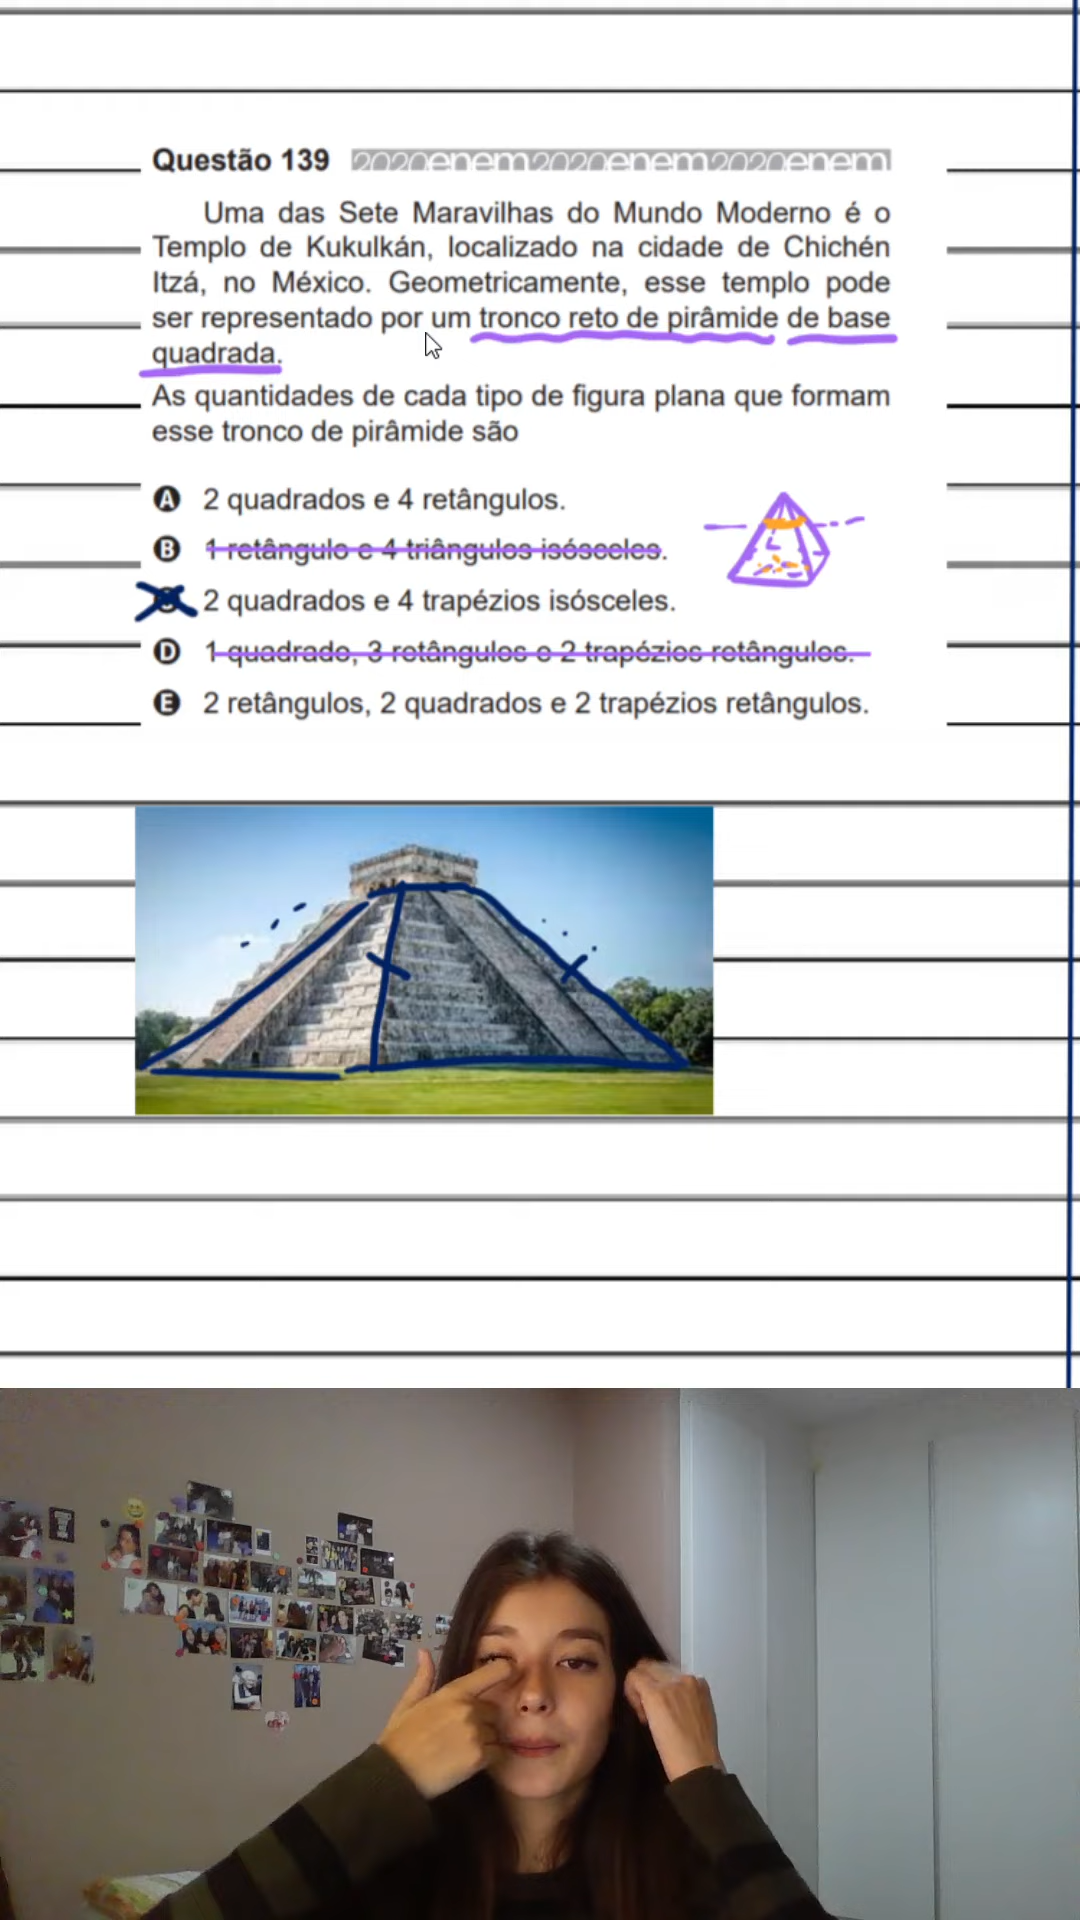 Questão 139 2020enem2020enem2020enem
Uma das Sete Maravilhas do Mundo Moderno é o
Templo de Kukulkán, localizado na cidade de Chichén
Itzá, no México. Geometricamente, esse templo pode
ser representado por um tronco reto de pirâmide de base
quadrada.
As quantidades de cada tipo de figura plana que formam
esse tronco de pirâmide são
A 2 quadrados e 4 retângulos.
B 1 retângulo e 4 triângulos isósceles.
C 2 quadrados e 4 trapézios isósceles.
D 1 quadrado, 3 retângulos e 2 trapézios retângulos.
E 2 retângulos, 2 quadrados e 2 trapézios retângulos.